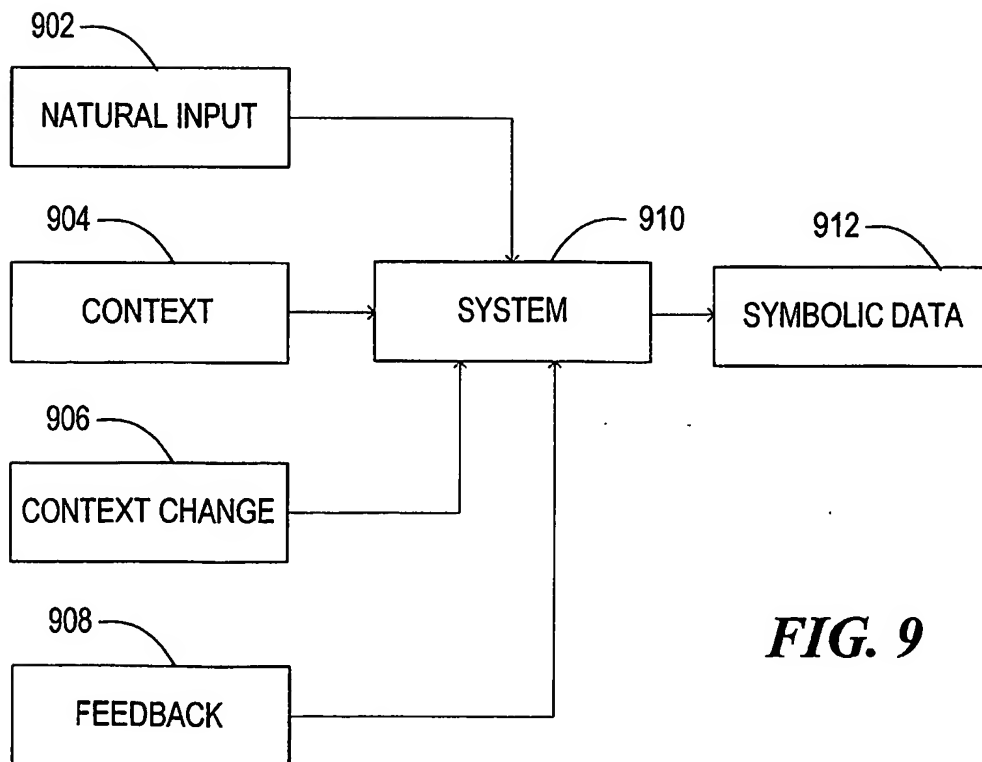 902
NATURAL INPUT
904
CONTEXT
910
SYSTEM
912
SYMBOLIC DATA
906
CONTEXT CHANGE
908
FEEDBACK
FIG. 9